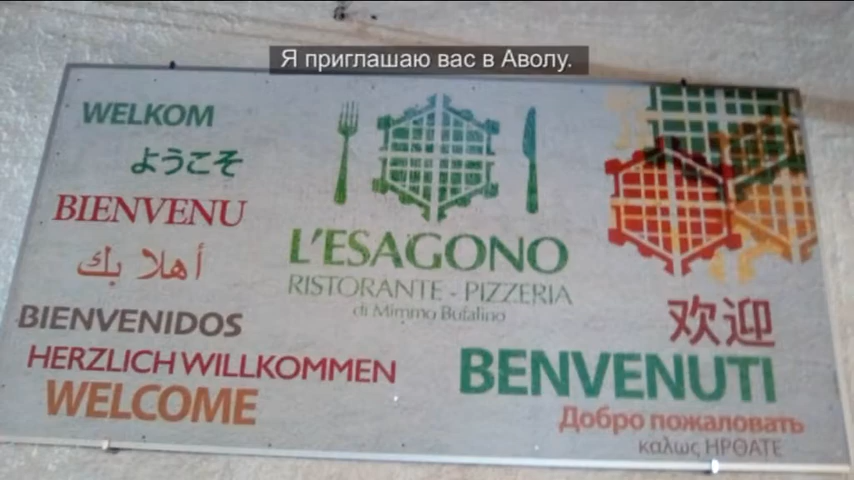 Я приглашаю вас в Аволу.
WELKOM
ようこそ
BIENVENU
أهلا بك
BIENVENIDOS
HERZLICH WILLKOMMEN
WELCOME
L'ESAGONO
RISTORANTE - PIZZERIA
di Mimmo Bufalino
欢迎
BENVENUTI
Добро пожаловать
καλως ΗΡΘΑΤΕ